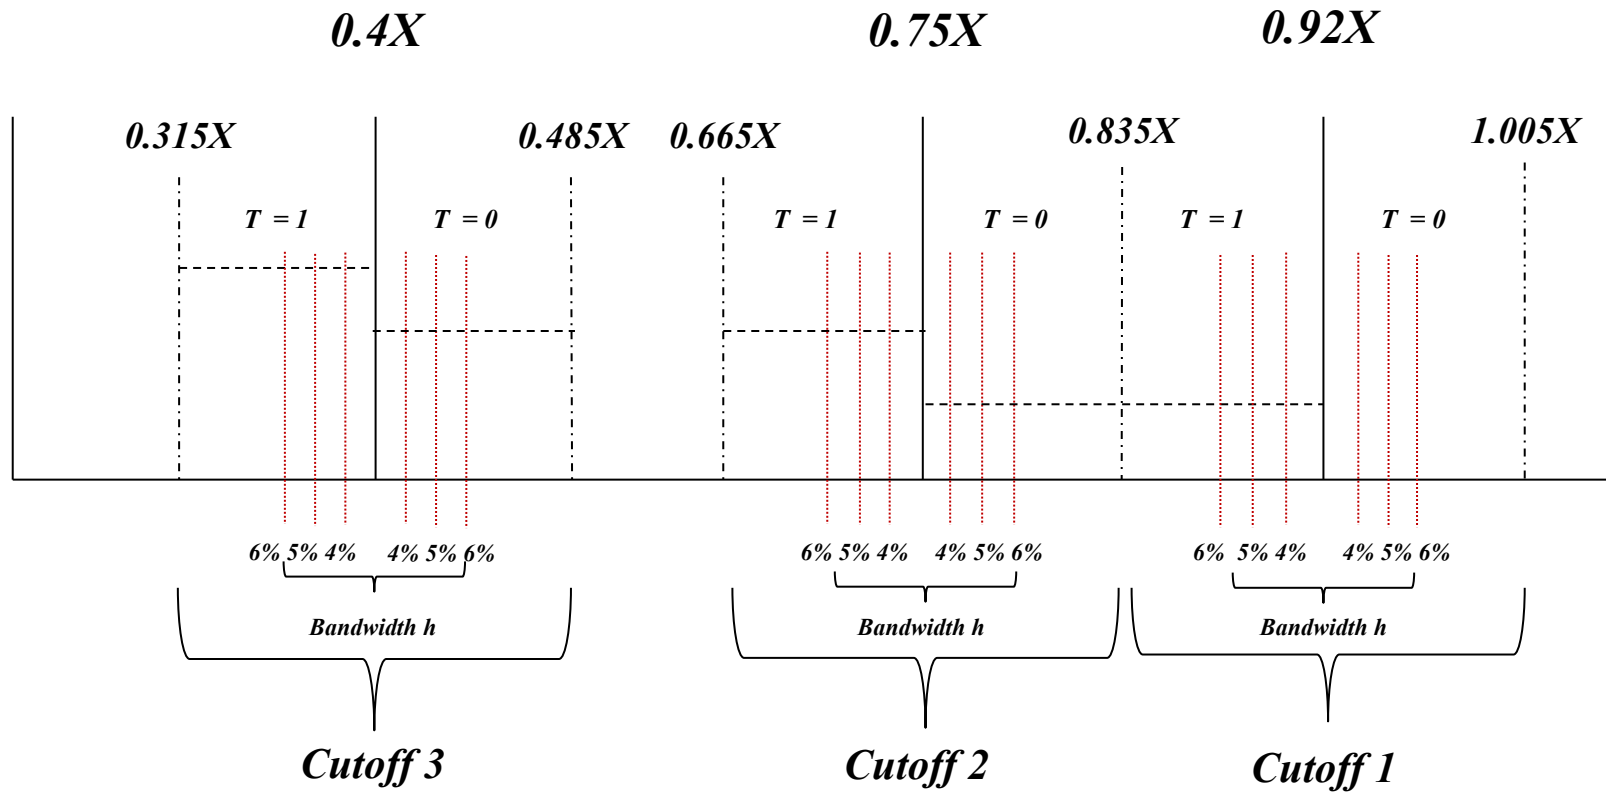 0.4X 0.75X 0.92X
0.315X 0.485X 0.665X 0.835X 1.005X
T = 1 T = 0 T = 1 T = 0 T = 1 T = 0
6% 5% 4% 4% 5% 6% 6% 5% 4% 4% 5% 6% 6% 5% 4% 4% 5% 6%
Bandwidth h Bandwidth h Bandwidth h
Cutoff 3 Cutoff 2 Cutoff 1